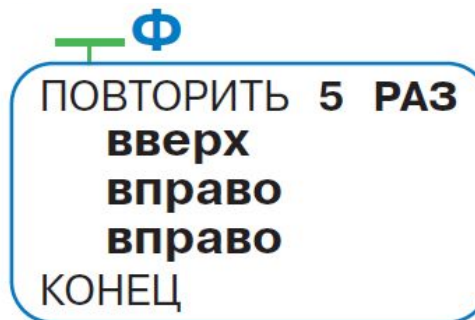 Ф
ПОВТОРИТЬ 5 РАЗ
вверх
вправо
вправо
КОНЕЦ